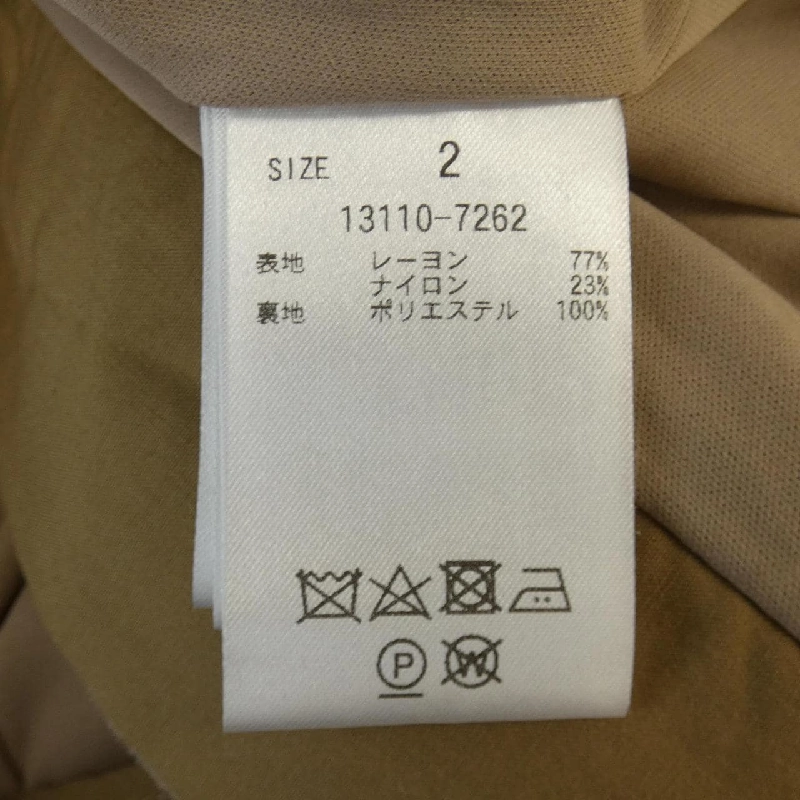 SIZE 2
13110-7262
表地 レーヨン 77%
ナイロン 23%
裏地 ポリエステル 100%
P W